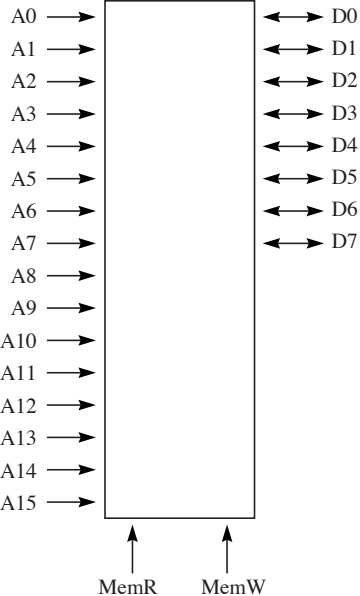 A0 D0
A1 D1
A2 D2
A3 D3
A4 D4
A5 D5
A6 D6
A7 D7
A8
A9
A10
A11
A12
A13
A14
A15
MemR MemW